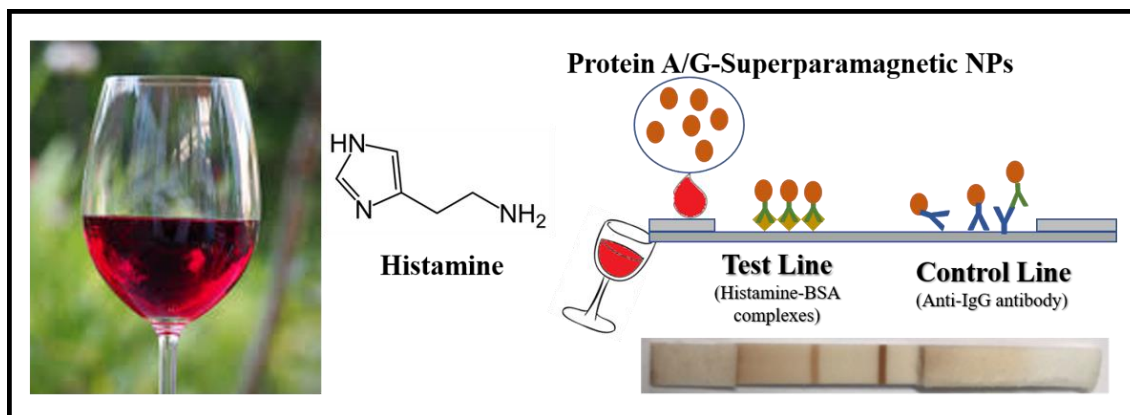 Protein A/G-Superparamagnetic NPs
HN
N
NH2
Histamine
Test Line
(Histamine-BSA
complexes)
Control Line
(Anti-IgG antibody)